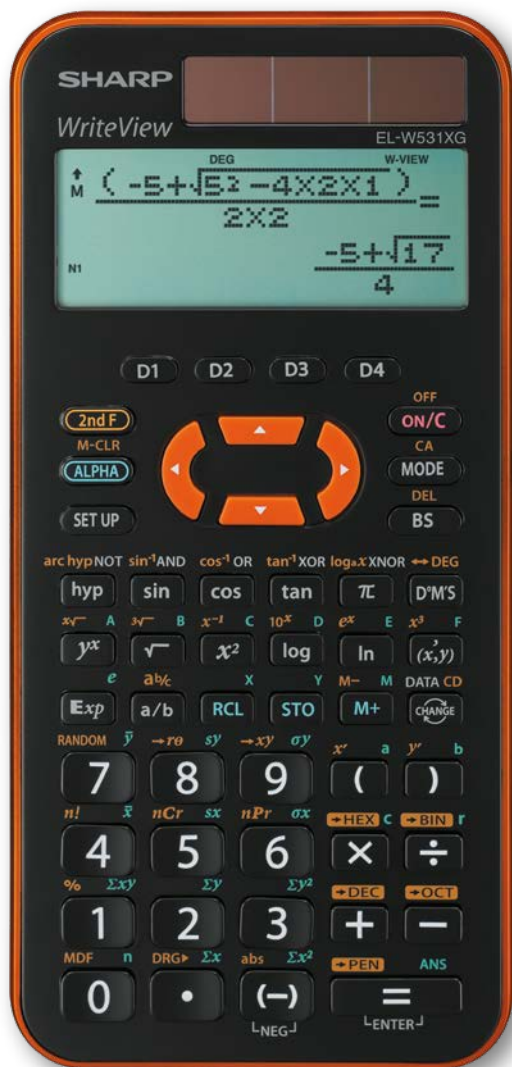 SHARP
WriteView
EL-W531XG
DEG W-VIEW
M (-5+√5²-4×2×1)
2×2 =
N1 -5+√17
4
D1 D2 D3 D4
OFF
2nd F ON/C
M-CLR CA
ALPHA MODE
DEL
SET UP BS
arc hyp NOT sin⁻¹ AND cos⁻¹ OR tan⁻¹ XOR logₐx XNOR ↔DEG
hyp sin cos tan π D°M'S
ˣ√ A ³√ B x⁻¹ C 10ˣ D eˣ E x³ F
yˣ √ x² log ln (x,y)
e ab/c X Y M− M DATA CD
Exp a/b RCL STO M+ CHANGE
RANDOM ȳ →rθ sy →xy σy x' a y' b
7 8 9 ( )
n! x̄ nCr sx nPr σx →HEX c →BIN r
4 5 6 × ÷
% Σxy Σy Σy² →DEC →OCT
1 2 3 + −
MDF n DRG▸ Σx abs Σx² →PEN ANS
0 • (−) =
NEG ENTER